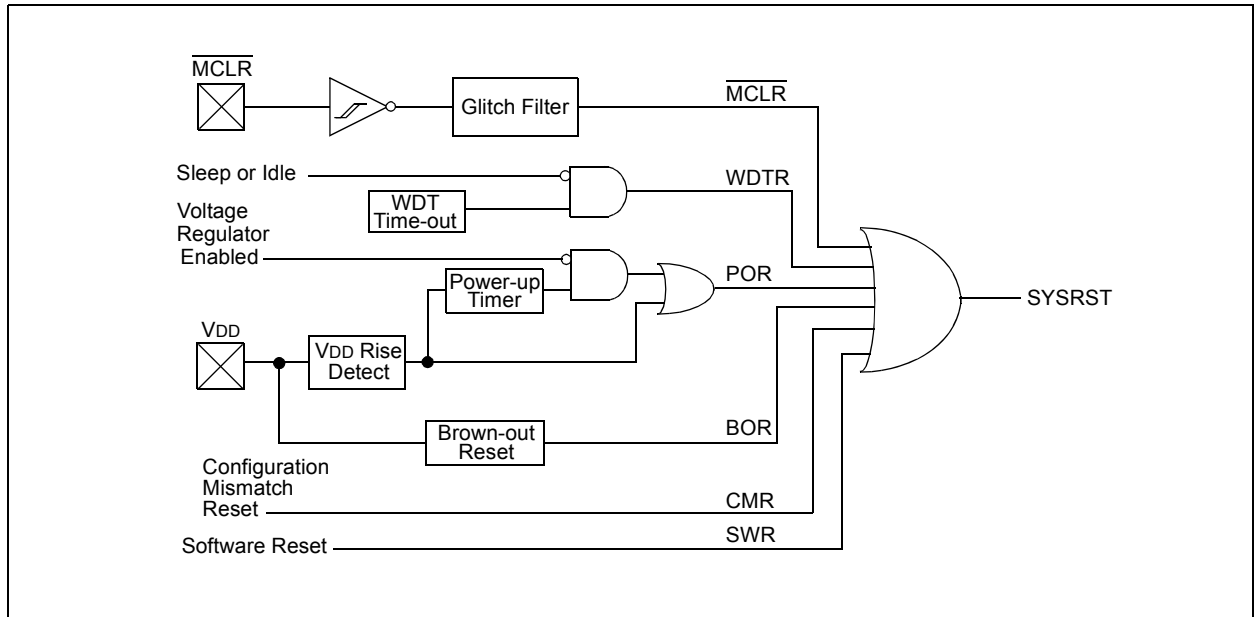 MCLR
Glitch Filter
MCLR
Sleep or Idle
WDTR
WDT
Time-out
Voltage
Regulator
Enabled
Power-up
Timer
POR
SYSRST
VDD
VDD Rise
Detect
Brown-out
Reset
BOR
Configuration
Mismatch
Reset
CMR
Software Reset
SWR